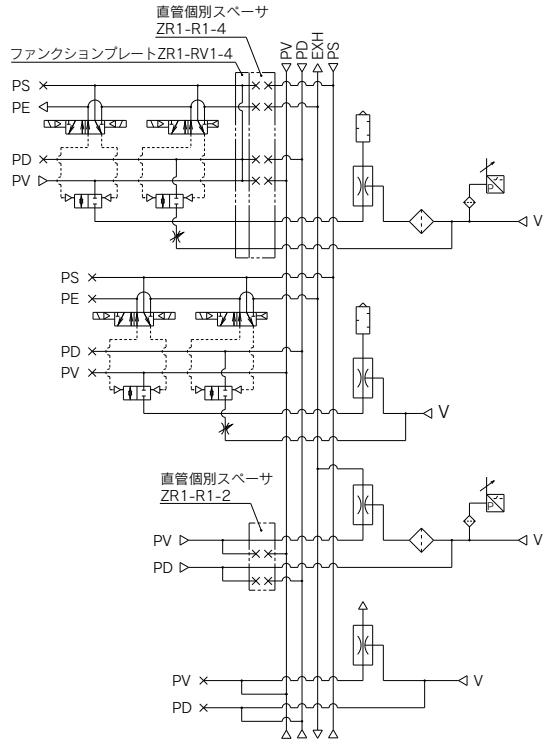 直管個別スペーサ
ZR1-R1-4
ファンクションプレートZR1-RV1-4
PV
PD
EXH
PS
PS
PE
PD
PV
P
V
PS
PE
PD
PV
V
直管個別スペーサ
ZR1-R1-2
PV
PD
P
V
PV
PD
V